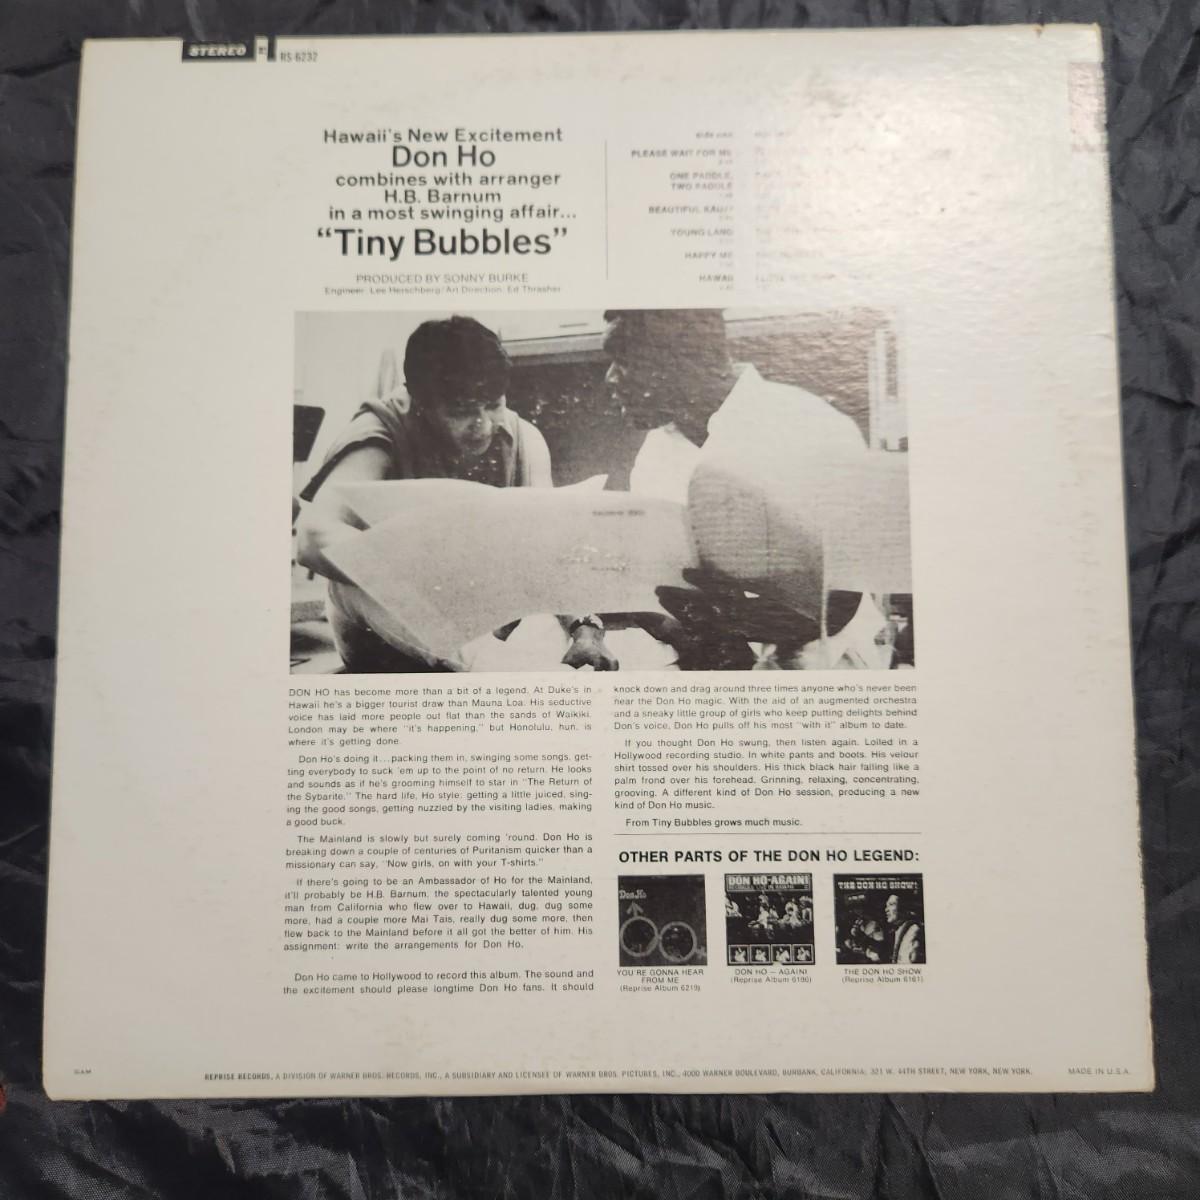 STEREO
RS-6232
Hawaii's New Excitement
Don Ho
combines with arranger
H.B. Barnum
in a most swinging affair...
“Tiny Bubbles”
PRODUCED BY SONNY BURKE
Engineer: Lee Herschberg/Art Direction: Ed Thrasher
side one
PLEASE WAIT FOR ME
ONE PADDLE,
TWO PADDLE
BEAUTIFUL KAUAI
YOUNG LAND
HAPPY ME
HAWAII
DON HO has become more than a bit of a legend. At Duke's in
Hawaii he's a bigger tourist draw than Mauna Loa. His seductive
voice has laid more people out flat than the sands of Waikiki.
London may be where "it's happening," but Honolulu, hun, is
where it's getting done.
Don Ho's doing it...packing them in, swinging some songs, get-
ting everybody to suck 'em up to the point of no return. He looks
and sounds as if he's grooming himself to star in "The Return of
the Sybarite." The hard life, Ho style: getting a little juiced, sing-
ing the good songs, getting nuzzled by the visiting ladies, making
a good buck.
The Mainland is slowly but surely coming 'round. Don Ho is
breaking down a couple of centuries of Puritanism quicker than a
missionary can say, "Now girls, on with your T-shirts."
If there's going to be an Ambassador of Ho for the Mainland,
it'll probably be H.B. Barnum, the spectacularly talented young
man from California who flew over to Hawaii, dug, dug some
more, had a couple more Mai Tais, really dug some more, then
flew back to the Mainland before it all got the better of him. His
assignment: write the arrangements for Don Ho.
Don Ho came to Hollywood to record this album. The sound and
the excitement should please longtime Don Ho fans. It should
knock down and drag around three times anyone who's never been
near the Don Ho magic. With the aid of an augmented orchestra
and a sneaky little group of girls who keep putting delights behind
Don's voice, Don Ho pulls off his most "with it" album to date.
If you thought Don Ho swung, then listen again. Lolled in a
Hollywood recording studio. In white pants and boots. His velour
shirt tossed over his shoulders. His thick black hair falling like a
palm frond over his forehead. Grinning, relaxing, concentrating,
grooving. A different kind of Don Ho session, producing a new
kind of Don Ho music.
From Tiny Bubbles grows much music.
OTHER PARTS OF THE DON HO LEGEND:
Don Ho
DON HO-AGAIN!
THE DON HO SHOW!
YOU'RE GONNA HEAR
FROM ME
(Reprise Album 6219)
DON HO — AGAIN!
(Reprise Album 6186)
THE DON HO SHOW
(Reprise Album 6161)
GAM
REPRISE RECORDS, A DIVISION OF WARNER BROS. RECORDS, INC., A SUBSIDIARY AND LICENSEE OF WARNER BROS. PICTURES, INC., 4000 WARNER BOULEVARD, BURBANK, CALIFORNIA; 321 W. 44TH STREET, NEW YORK, NEW YORK.
MADE IN U.S.A.